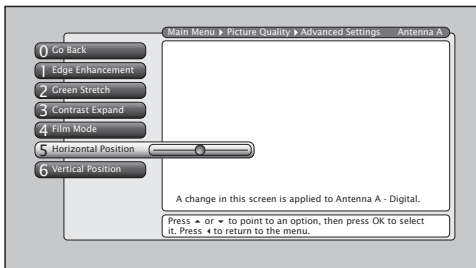 Main Menu ▸ Picture Quality ▸ Advanced Settings Antenna A
0 Go Back
1 Edge Enhancement
2 Green Stretch
3 Contrast Expand
4 Film Mode
5 Horizontal Position
6 Vertical Position
A change in this screen is applied to Antenna A - Digital.
Press ▴ or ▾ to point to an option, then press OK to select
it. Press ◂ to return to the menu.